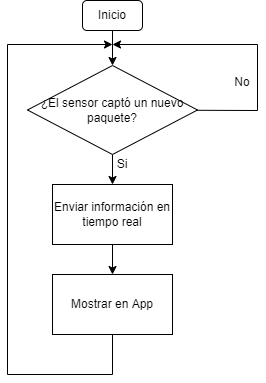 Inicio
¿El sensor captó un nuevo
paquete?
No
Si
Enviar información en
tiempo real
Mostrar en App